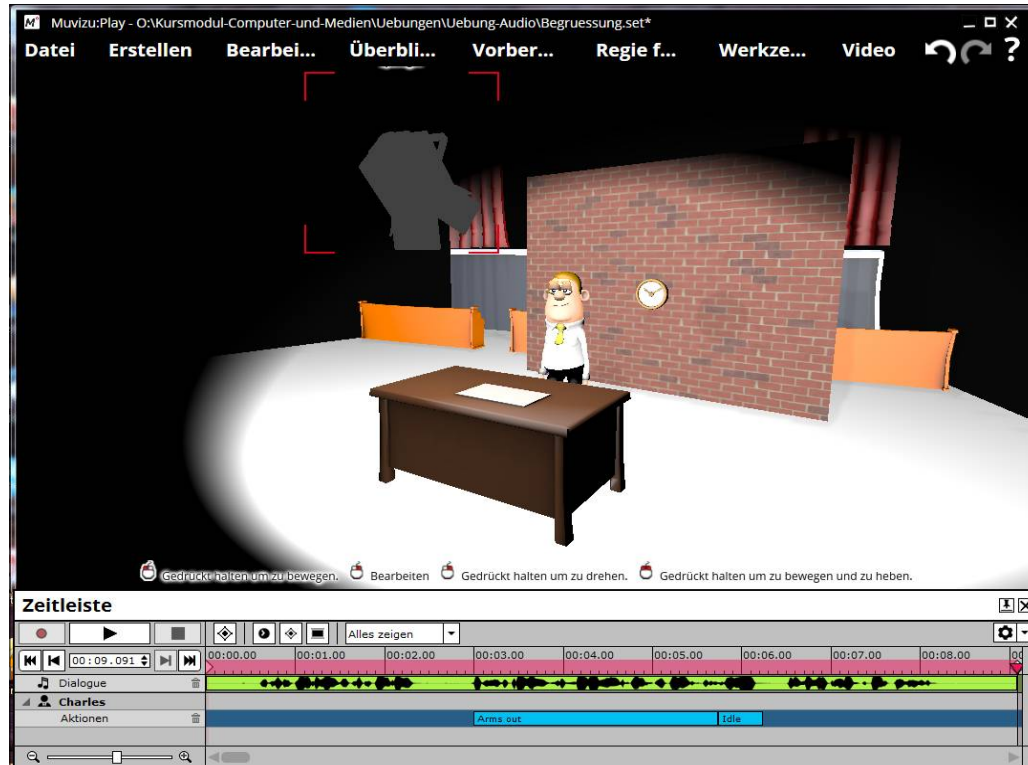 Muvizu:Play - O:\Kursmodul-Computer-und-Medien\Uebungen\Uebung-Audio\Begruessung.set*
Datei Erstellen Bearbei... Überbli... Vorber... Regie f... Werkze... Video ?
Gedrückt halten um zu bewegen. Bearbeiten Gedrückt halten um zu drehen. Gedrückt halten um zu bewegen und zu heben.
Zeitleiste
Alles zeigen
00:09.091 00:00.00 00:01.00 00:02.00 00:03.00 00:04.00 00:05.00 00:06.00 00:07.00 00:08.00 00
Dialogue
Charles
Aktionen Arms out Idle